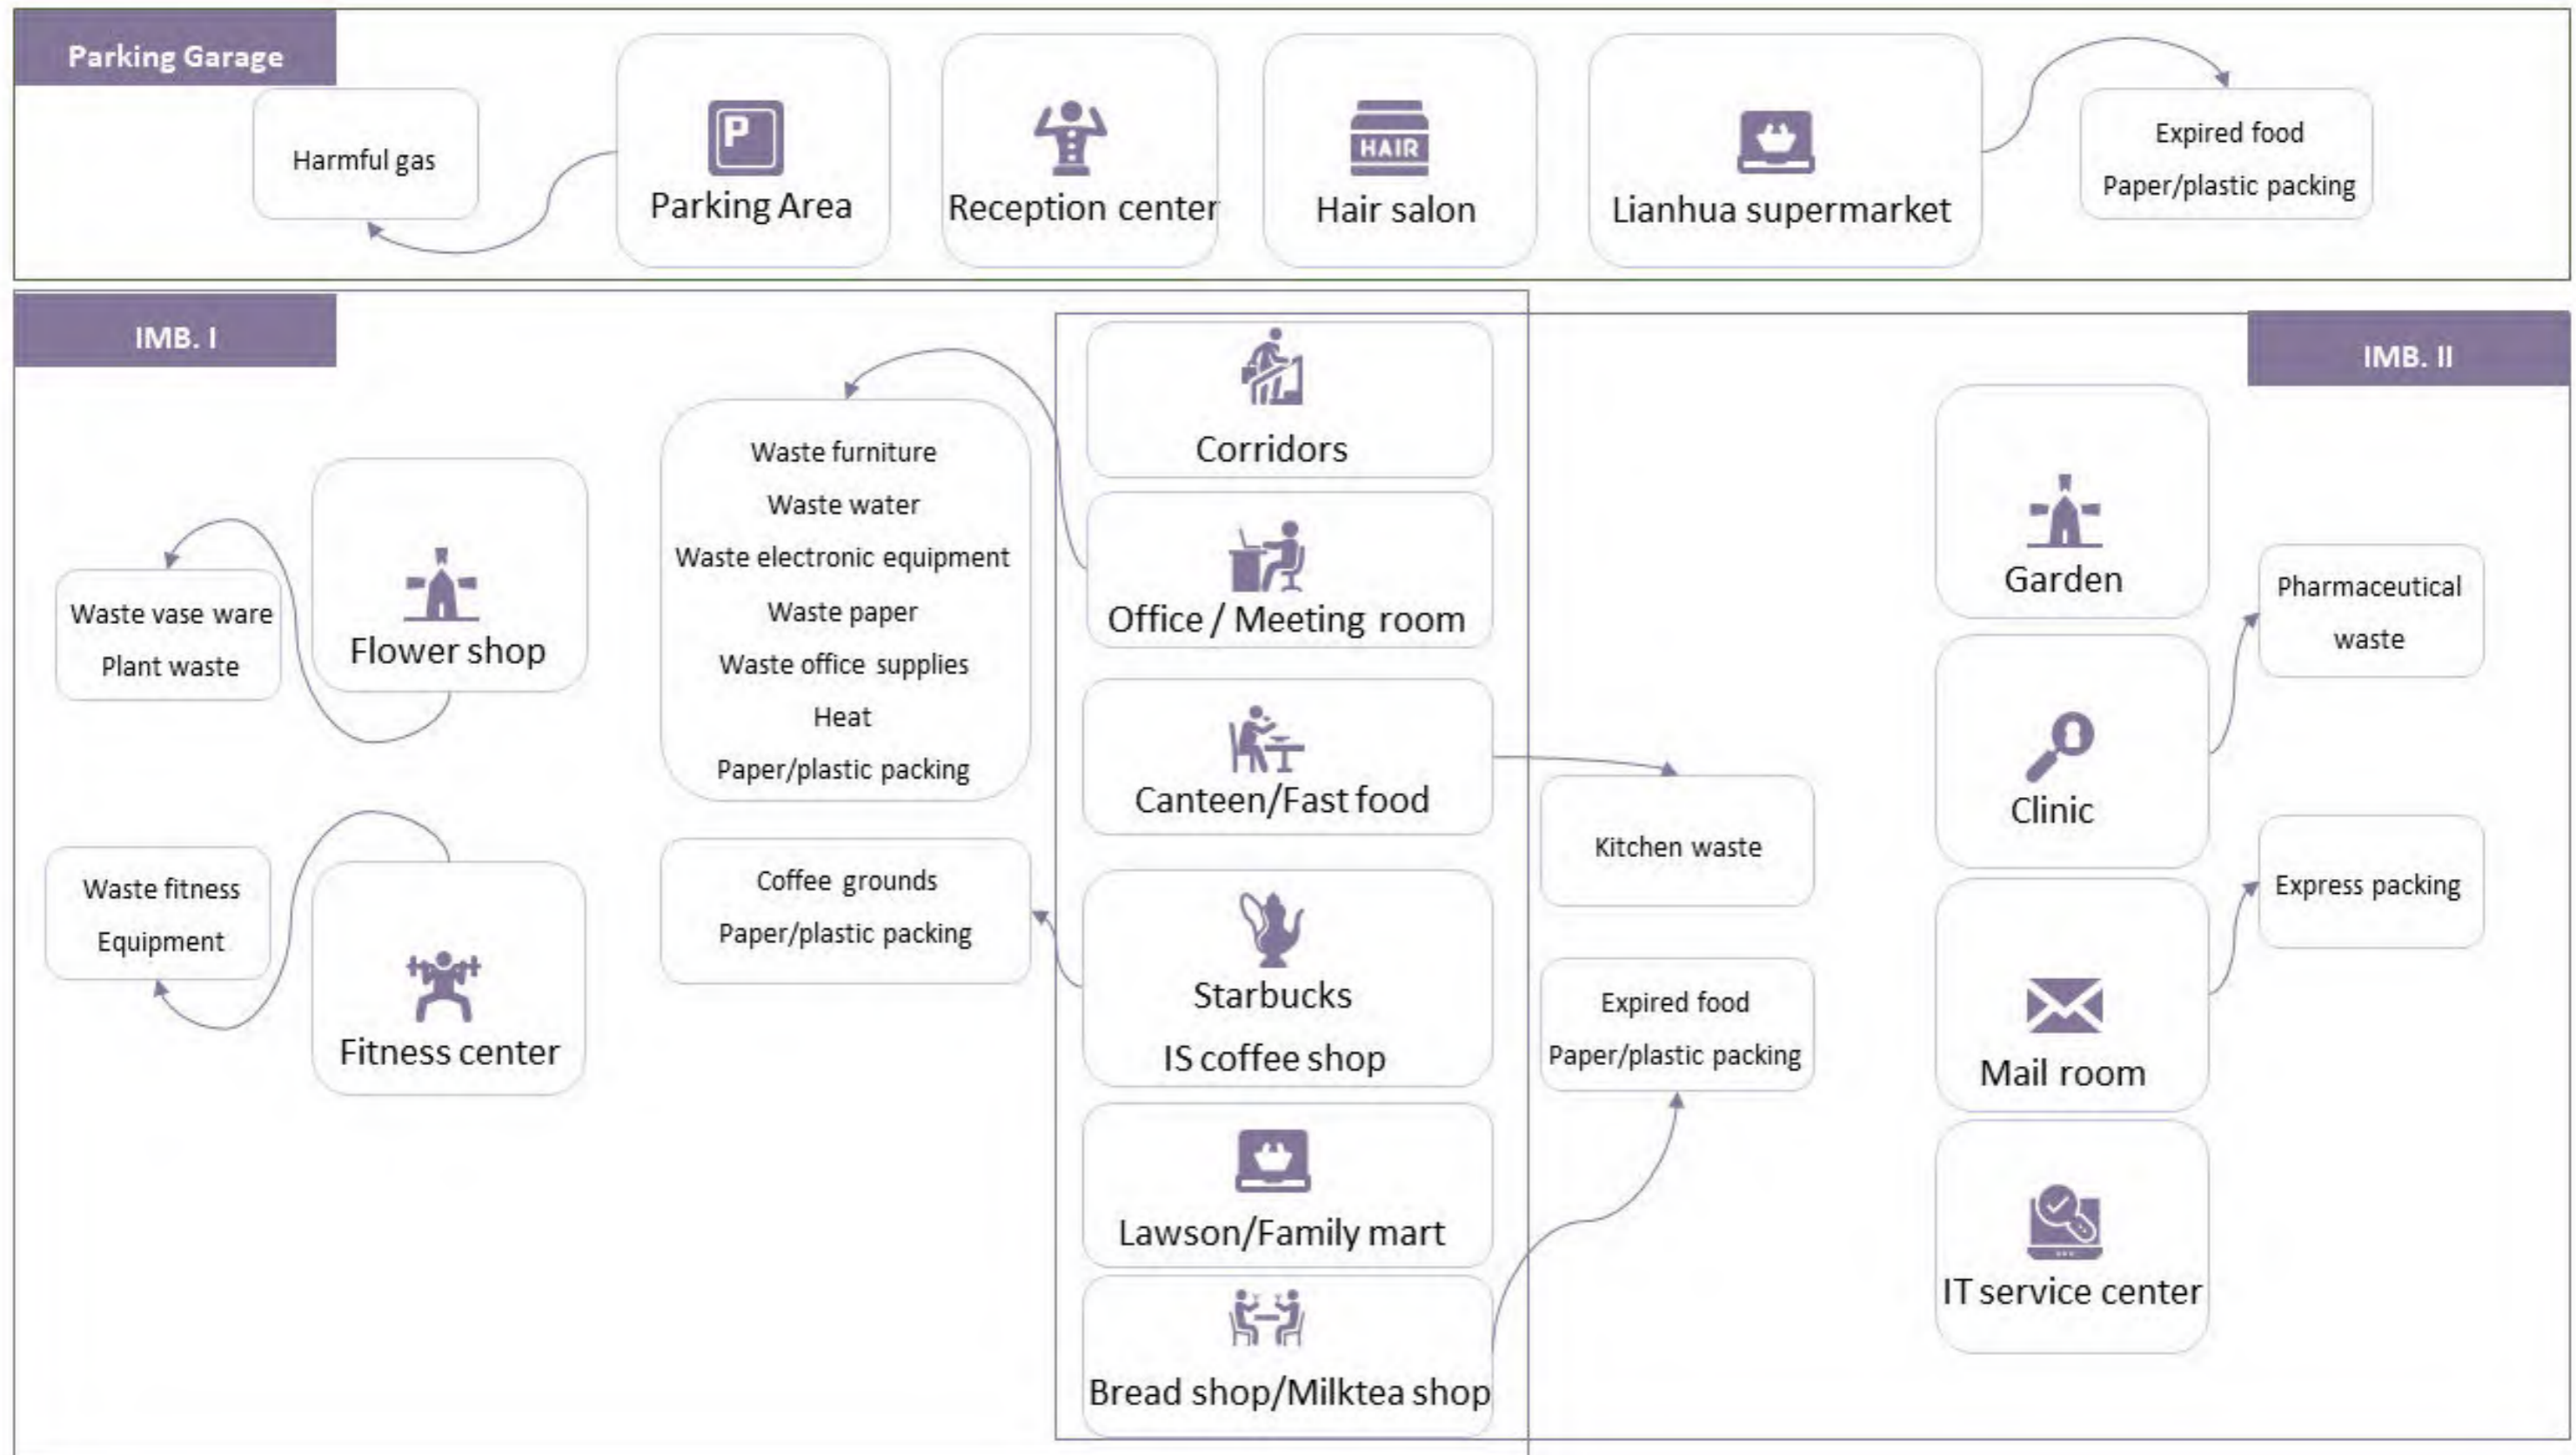 Parking Garage
Harmful gas
P
Parking Area
Reception center
HAIR
Hair salon
Lianhua supermarket
Expired food
Paper/plastic packing
IMB. I
IMB. II
Waste vase ware
Plant waste
Flower shop
Waste fitness
Equipment
Fitness center
Waste furniture
Waste water
Waste electronic equipment
Waste paper
Waste office supplies
Heat
Paper/plastic packing
Coffee grounds
Paper/plastic packing
Corridors
Office / Meeting room
Canteen/Fast food
Starbucks
IS coffee shop
Lawson/Family mart
Bread shop/Milktea shop
Kitchen waste
Expired food
Paper/plastic packing
Garden
Clinic
Mail room
IT service center
Pharmaceutical
waste
Express packing